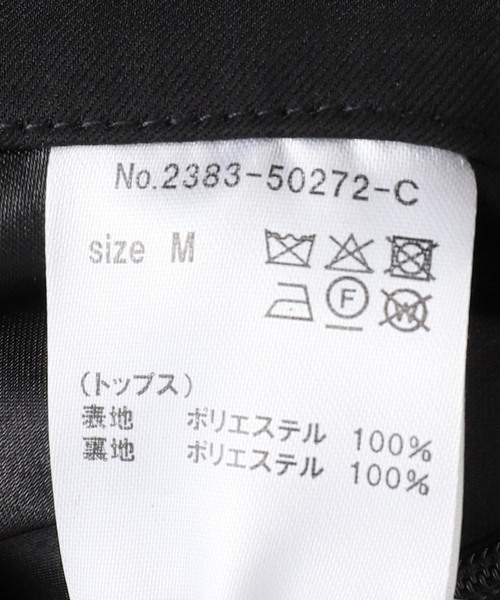 No.2383-50272-C
size M
F
W
(トップス)
表地 ポリエステル 100%
裏地 ポリエステル 100%